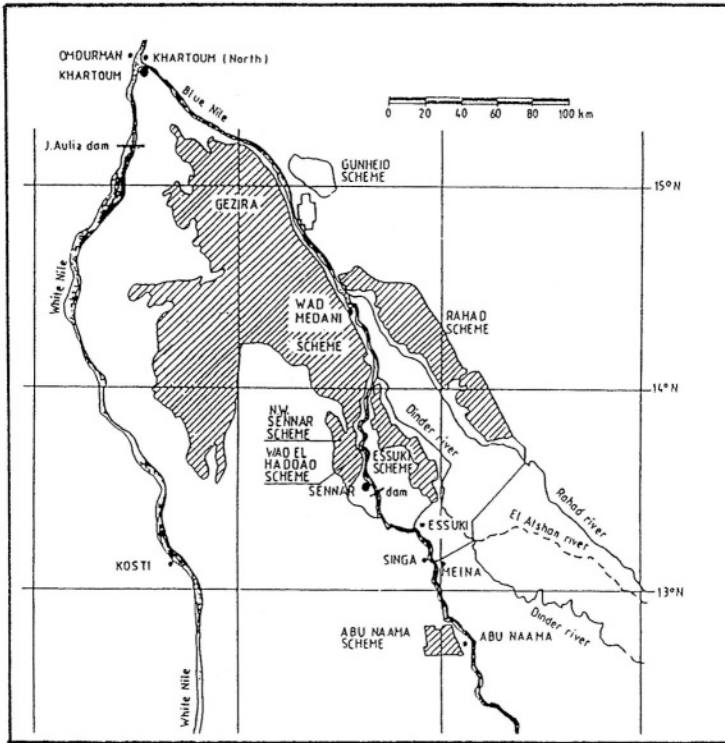 OMDURMAN
KHARTOUM (North)
KHARTOUM
Blue Nile
0 20 40 60 80 100 km
J. Aulia dam
GUNHEID
SCHEME
15°N
GEZIRA
White Nile
WAD
MEDANI
SCHEME
RAHAD
SCHEME
14°N
N.W.
SENNAR
SCHEME
WAD EL
HADDAD
SCHEME
Dinder river
ESSUKI
SCHEME
SENNAR
dam
ESSUKI
Rahad river
El Atshan river
SINGA
MEINA
KOSTI
13°N
Dinder river
ABU NAAMA
SCHEME
ABU NAAMA
White Nile